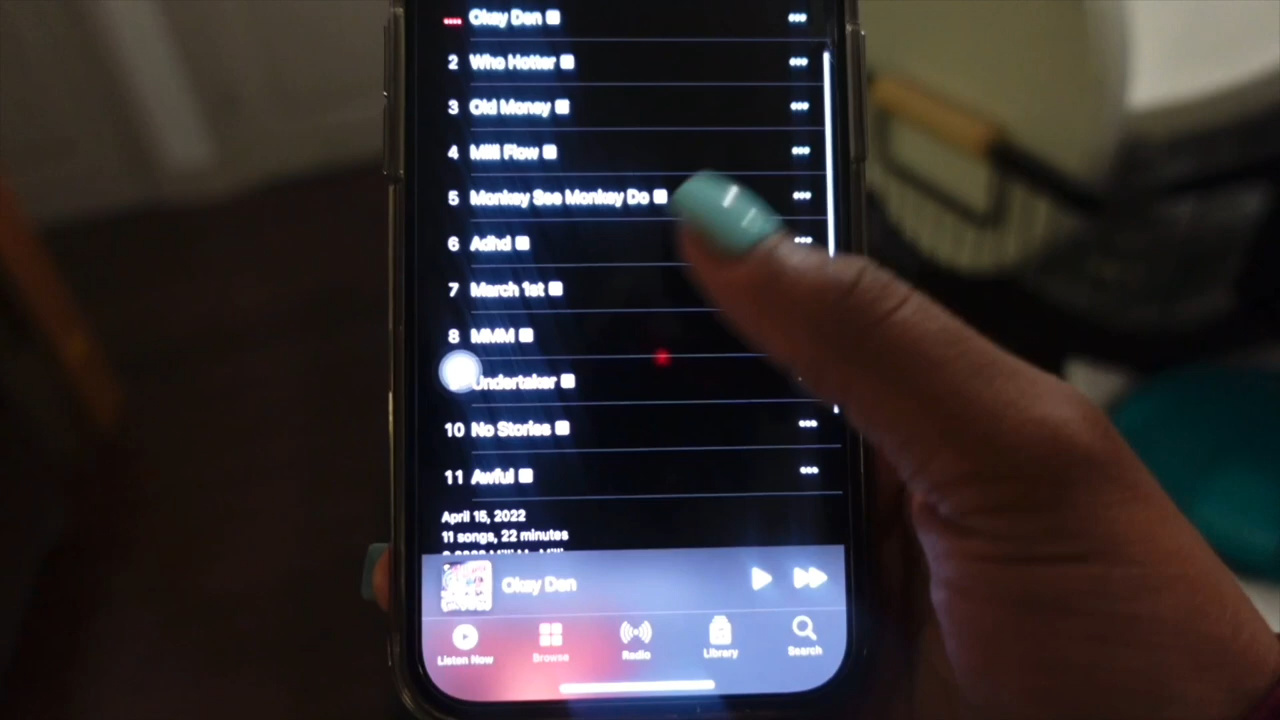 Okay Den E
2 Who Hotter E
3 Old Money E
4 Milli Flow E
5 Monkey See Monkey Do E
6 Adhd E
7 March 1st E
8 MMM E
Undertaker E
10 No Stories E
11 Awful E
April 15, 2022
11 songs, 22 minutes
Okay Den
Listen Now
Browse
Radio
Library
Search